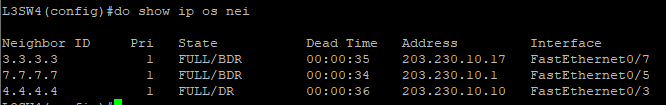 L3SW4(config)#do show ip os nei
Neighbor ID     Pri   State           Dead Time   Address         Interface
3.3.3.3           1   FULL/BDR        00:00:35    203.230.10.17   FastEthernet0/7
7.7.7.7           1   FULL/BDR        00:00:34    203.230.10.1    FastEthernet0/5
4.4.4.4           1   FULL/DR         00:00:36    203.230.10.10   FastEthernet0/3
L3SW4(config)#